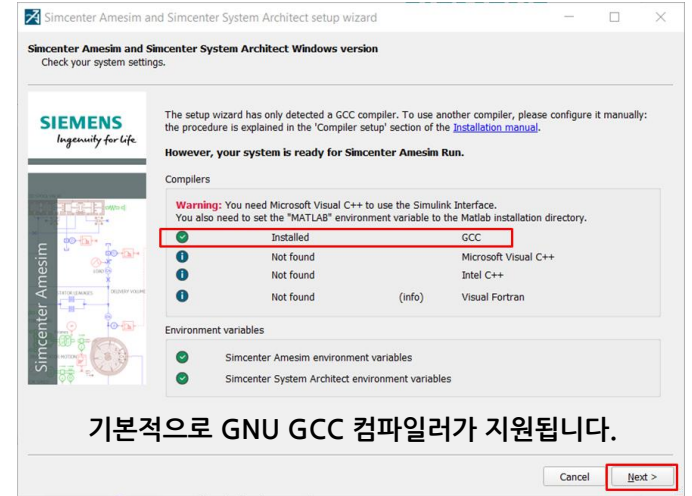 Simcenter Amesim and Simcenter System Architect setup wizard
Simcenter Amesim and Simcenter System Architect Windows version
Check your system settings.
SIEMENS
Ingenuity for life
The setup wizard has only detected a GCC compiler. To use another compiler, please configure it manually:
the procedure is explained in the 'Compiler setup' section of the Installation manual.
However, your system is ready for Simcenter Amesim Run.
Compilers
Warning: You need Microsoft Visual C++ to use the Simulink Interface.
You also need to set the "MATLAB" environment variable to the Matlab installation directory.
Installed GCC
Not found Microsoft Visual C++
Not found Intel C++
Not found (info) Visual Fortran
Simcenter Amesim
Environment variables
Simcenter Amesim environment variables
Simcenter System Architect environment variables
기본적으로 GNU GCC 컴파일러가 지원됩니다.
Cancel Next >